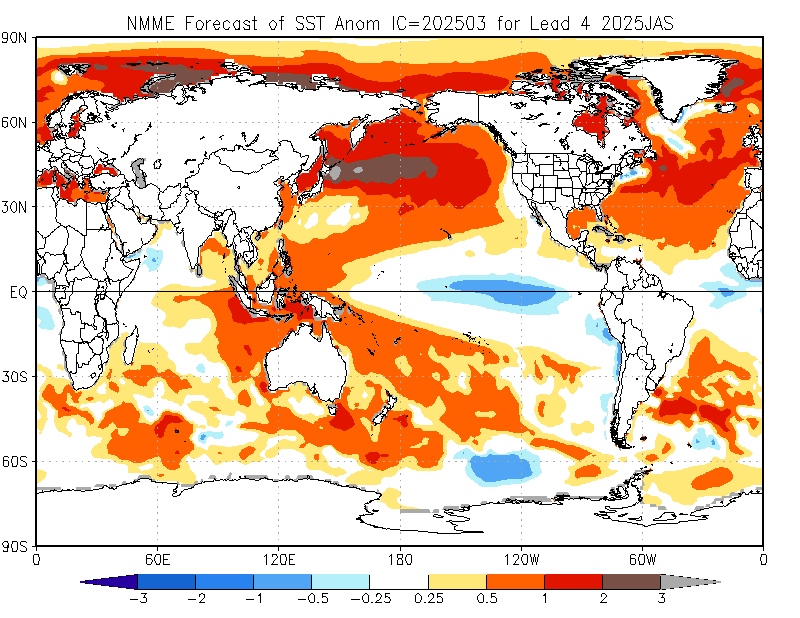 NMME Forecast of SST Anom IC=202503 for Lead 4 2025JAS
90N
60N
30N
EQ
30S
60S
90S
0 60E 120E 180 120W 60W 0
-3 -2 -1 -0.5 -0.25 0.25 0.5 1 2 3